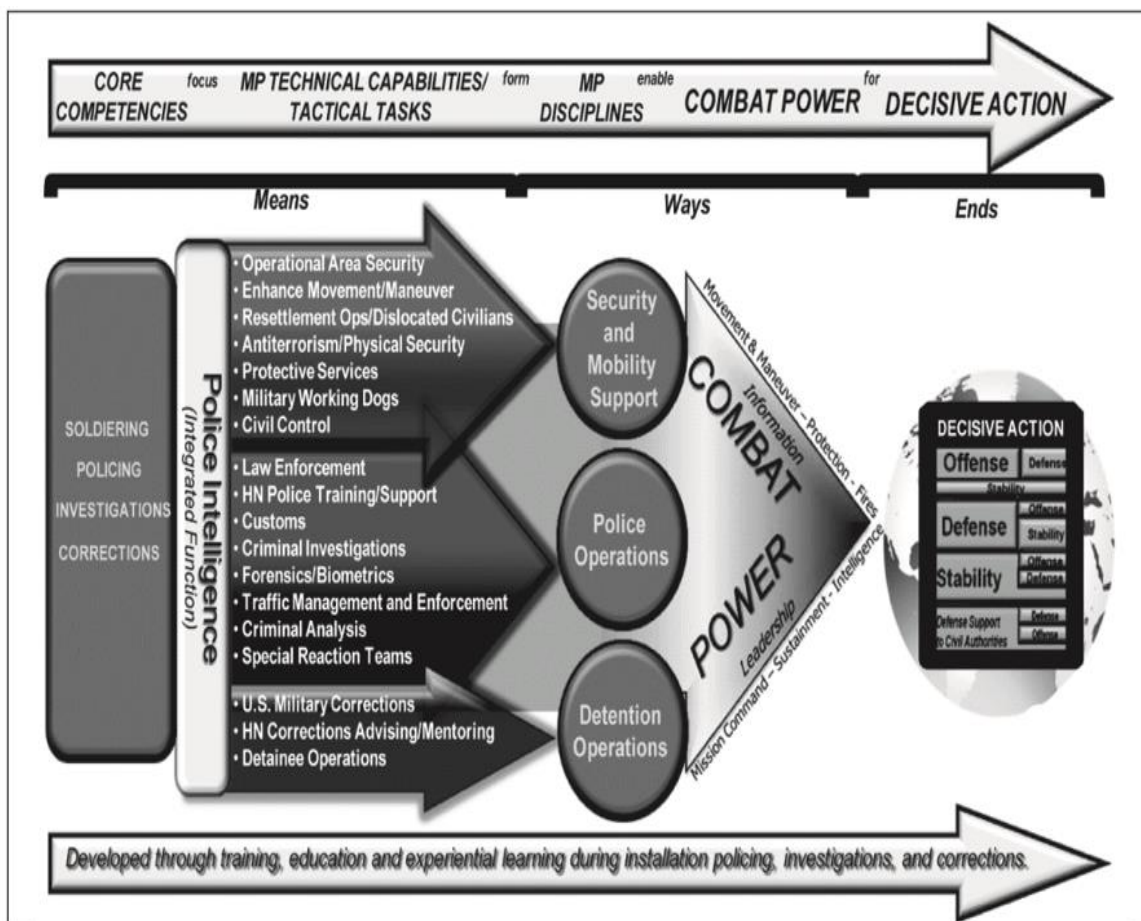 CORE COMPETENCIES focus MP TECHNICAL CAPABILITIES/ TACTICAL TASKS form MP DISCIPLINES enable COMBAT POWER for DECISIVE ACTION
Means
Ways
Ends
SOLDIERING
POLICING
INVESTIGATIONS
CORRECTIONS
Police Intelligence
(Integrated Function)
• Operational Area Security
• Enhance Movement/Maneuver
• Resettlement Ops/Dislocated Civilians
• Antiterrorism/Physical Security
• Protective Services
• Military Working Dogs
• Civil Control
• Law Enforcement
• HN Police Training/Support
• Customs
• Criminal Investigations
• Forensics/Biometrics
• Traffic Management and Enforcement
• Criminal Analysis
• Special Reaction Teams
• U.S. Military Corrections
• HN Corrections Advising/Mentoring
• Detainee Operations
Security
and
Mobility
Support
Police
Operations
Detention
Operations
Movement & Maneuver – Protection - Fires
Information
COMBAT
POWER
Leadership
Mission Command – Sustainment - Intelligence
DECISIVE ACTION
Offense
Defense
Stability
Defense
Offense
Stability
Stability
Offense
Defense
Defense Support
to Civil Authorities
Defense
Offense
Developed through training, education and experiential learning during installation policing, investigations, and corrections.